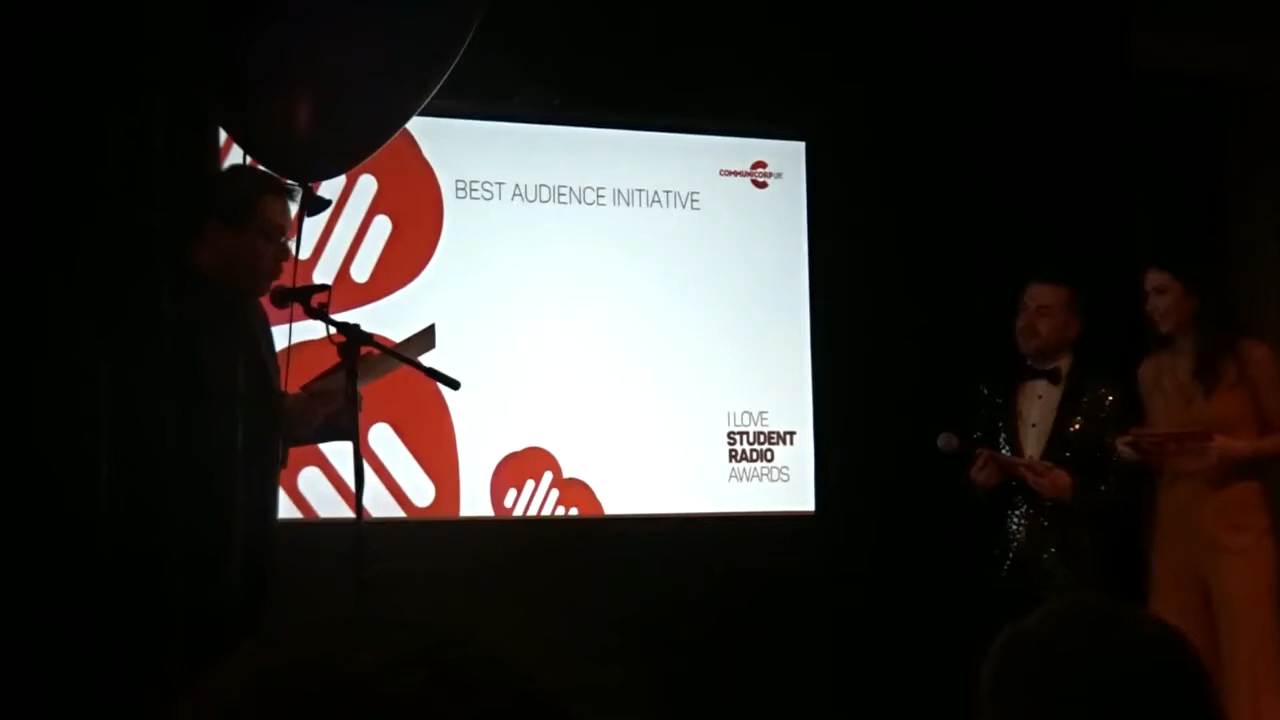 BEST AUDIENCE INITIATIVE
COMMUNICORP UK
I LOVE
STUDENT
RADIO
AWARDS